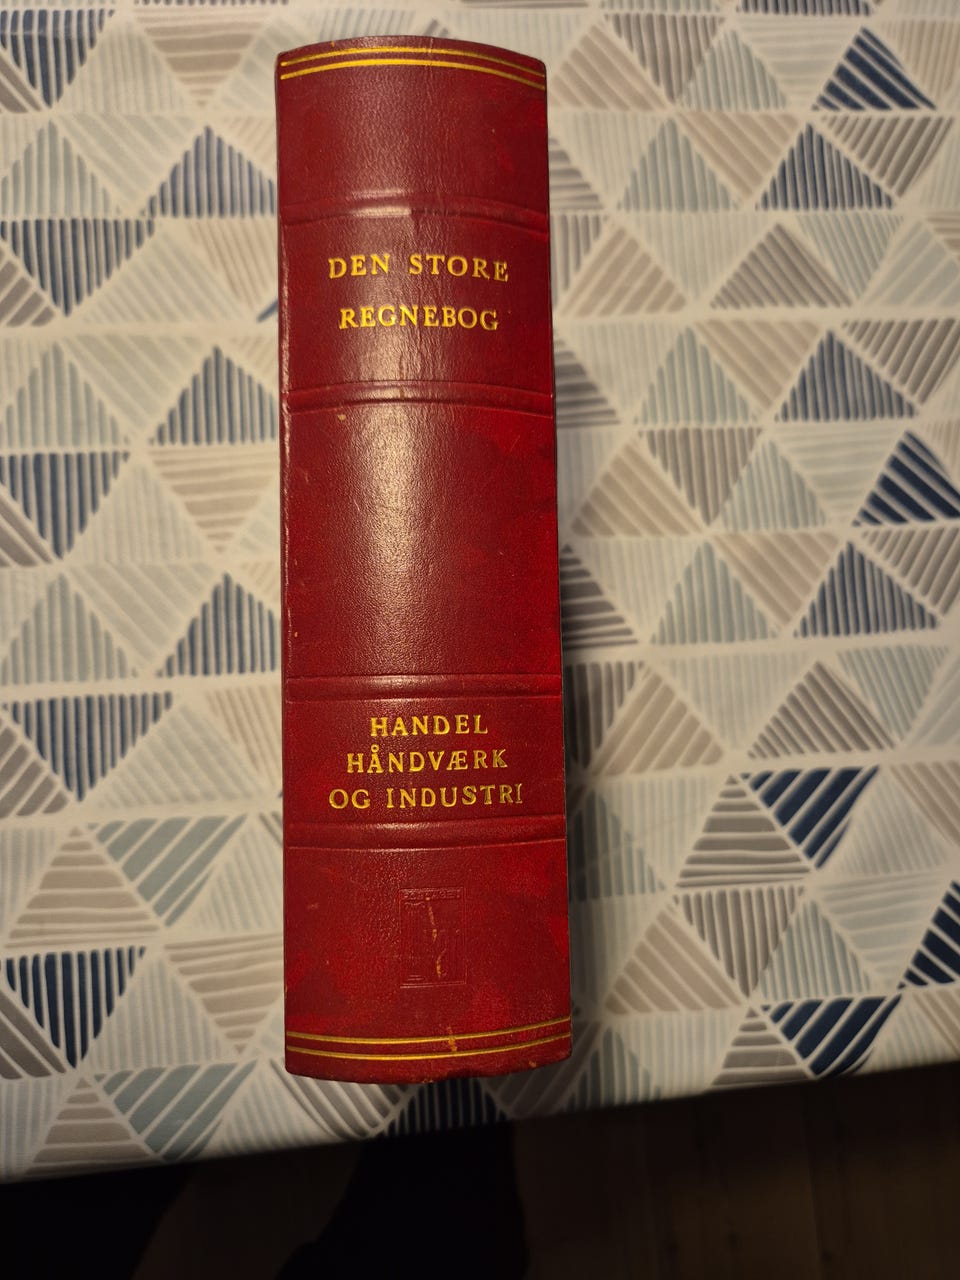 DEN STORE
REGNEBOG
HANDEL
HÅNDVÆRK
OG INDUSTRI